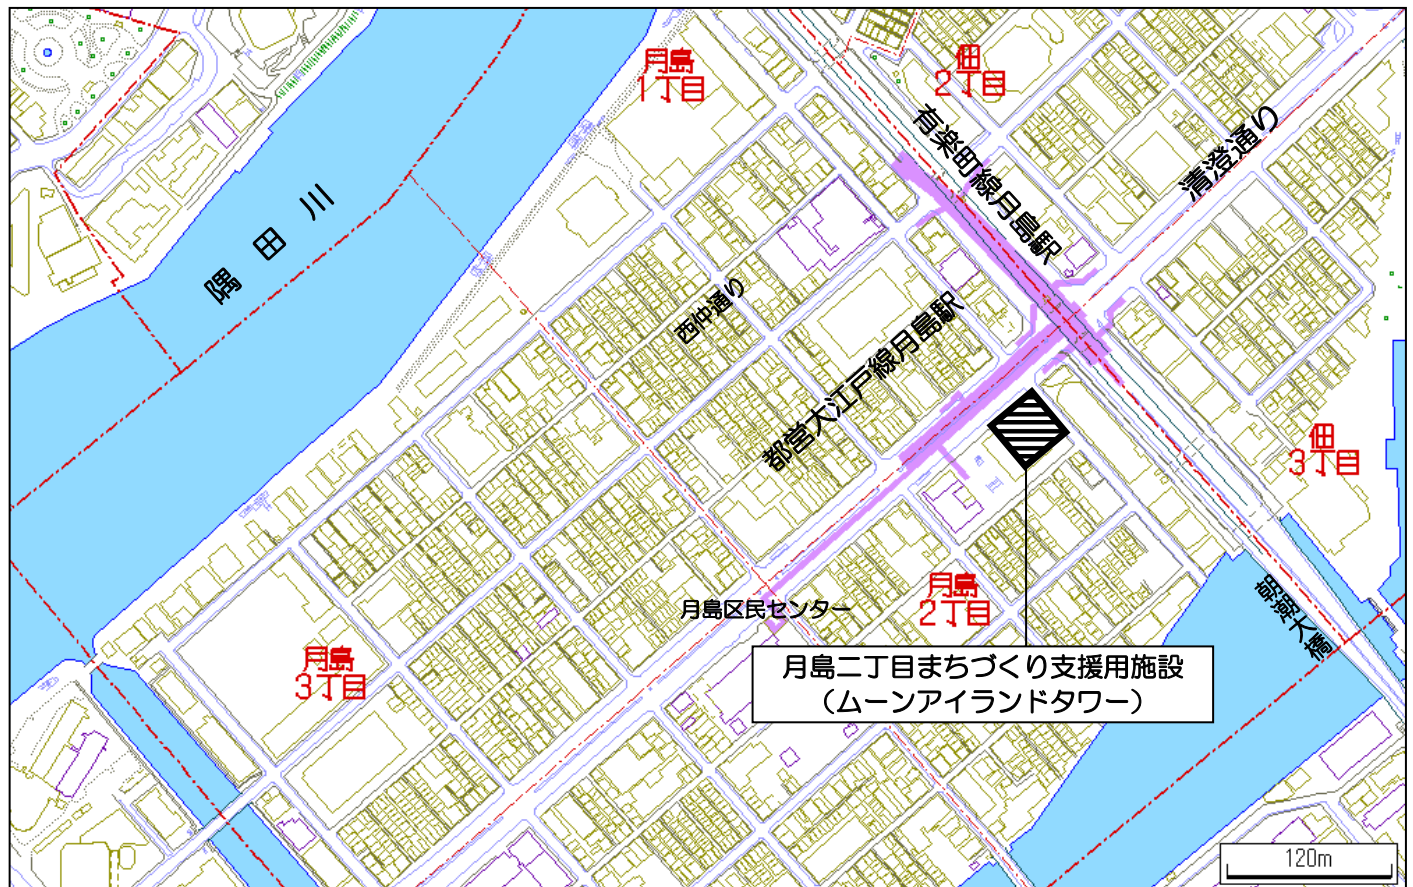 月島
1丁目
佃
2丁目
有楽町線月島駅
清澄通り
隅田川
西仲通り
都営大江戸線月島駅
佃
3丁目
月島区民センター
月島
2丁目
朝潮大橋
月島
3丁目
月島二丁目まちづくり支援用施設
（ムーンアイランドタワー）
120m